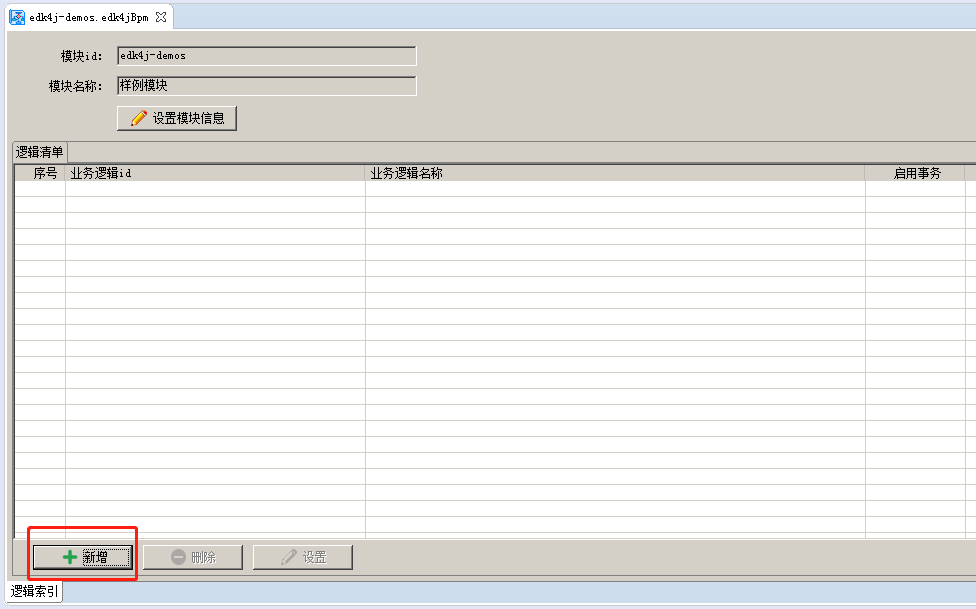 edk4j-demos.edk4jBpm
模块id: edk4j-demos
模块名称: 样例模块
设置模块信息
逻辑清单
序号 业务逻辑id 业务逻辑名称 启用事务
新增 删除 设置
逻辑索引